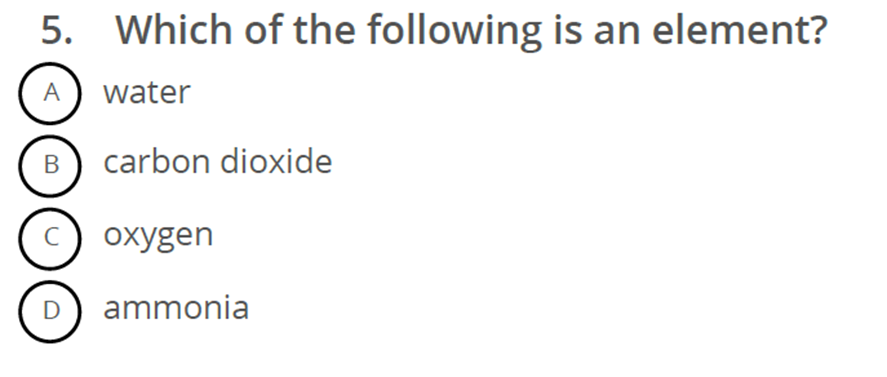 5. Which of the following is an element?
A water
B carbon dioxide
C oxygen
D ammonia